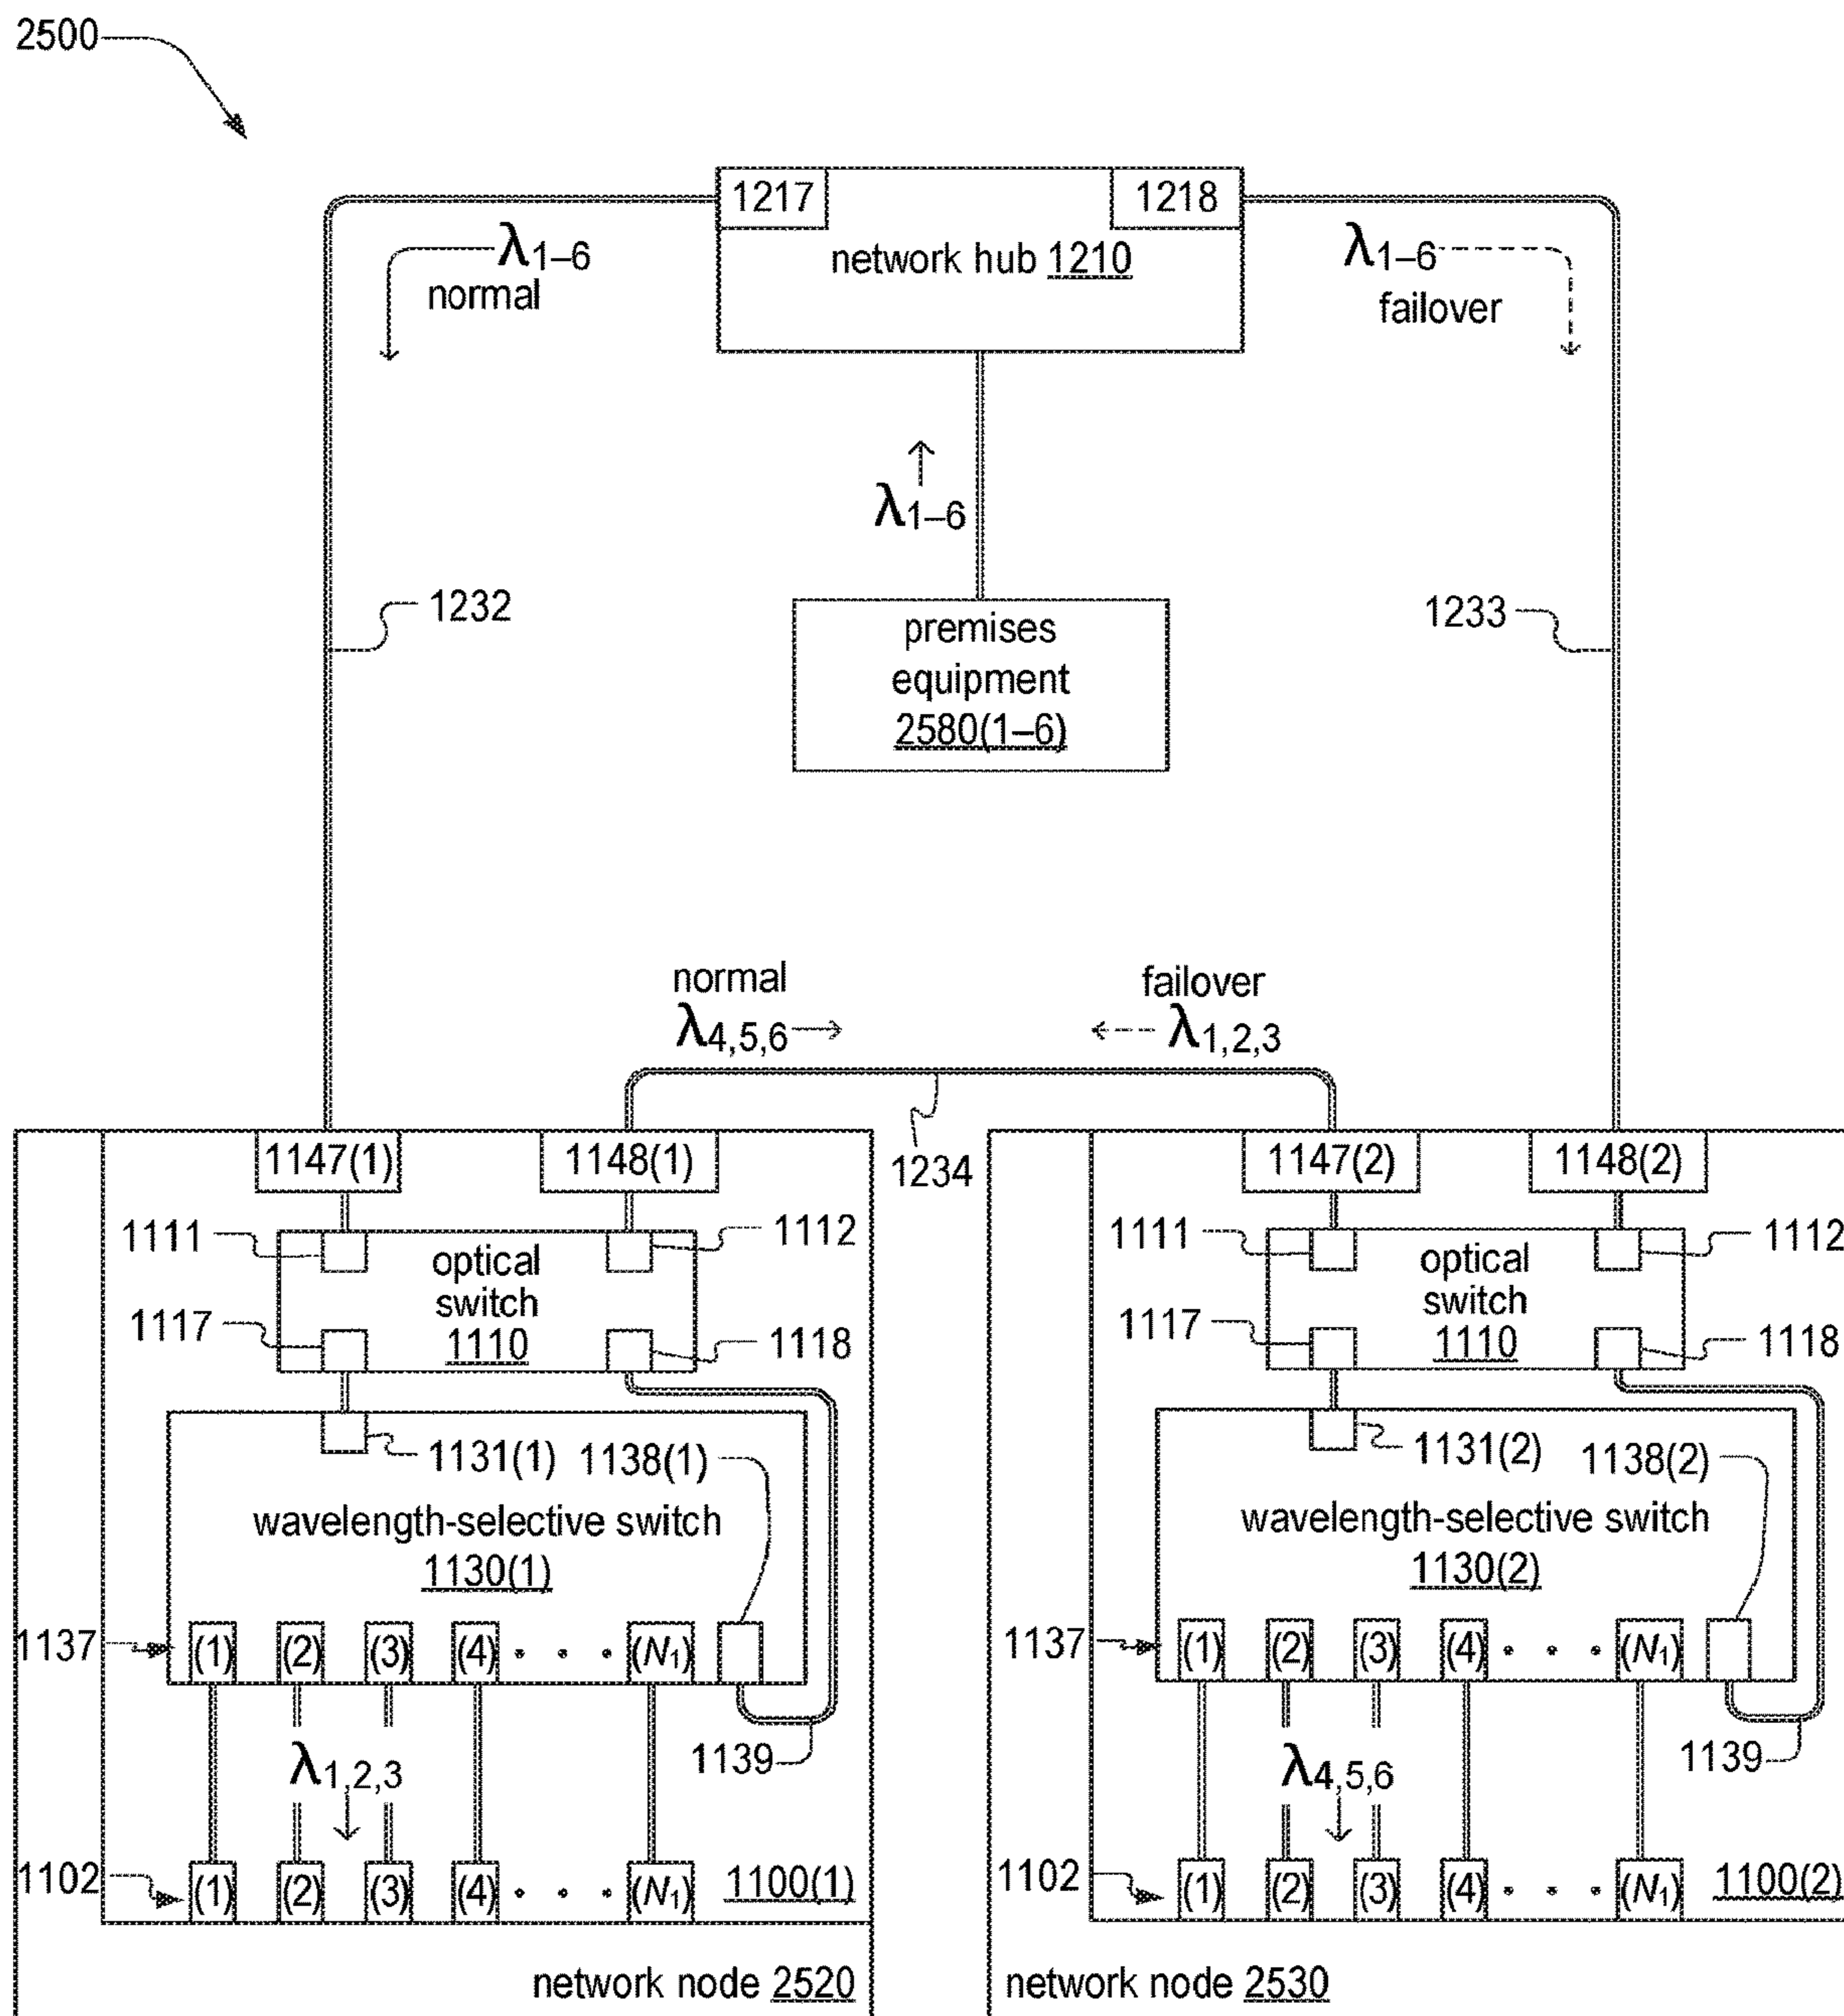 2500
1217
1218
network hub 1210
λ1–6
normal
λ1–6
failover
λ1–6
premises
equipment
2580(1–6)
1232
1233
normal
λ4,5,6
failover
λ1,2,3
1234
1147(1)
1148(1)
1111
1112
optical
switch
1110
1117
1118
1131(1)
1138(1)
wavelength-selective switch
1130(1)
1137
(1) (2) (3) (4) . . . (N1)
λ1,2,3
1139
1102
(1) (2) (3) (4) . . . (N1)
1100(1)
network node 2520
1147(2)
1148(2)
1111
1112
optical
switch
1110
1117
1118
1131(2)
1138(2)
wavelength-selective switch
1130(2)
1137
(1) (2) (3) (4) . . . (N1)
λ4,5,6
1139
1102
(1) (2) (3) (4) . . . (N1)
1100(2)
network node 2530